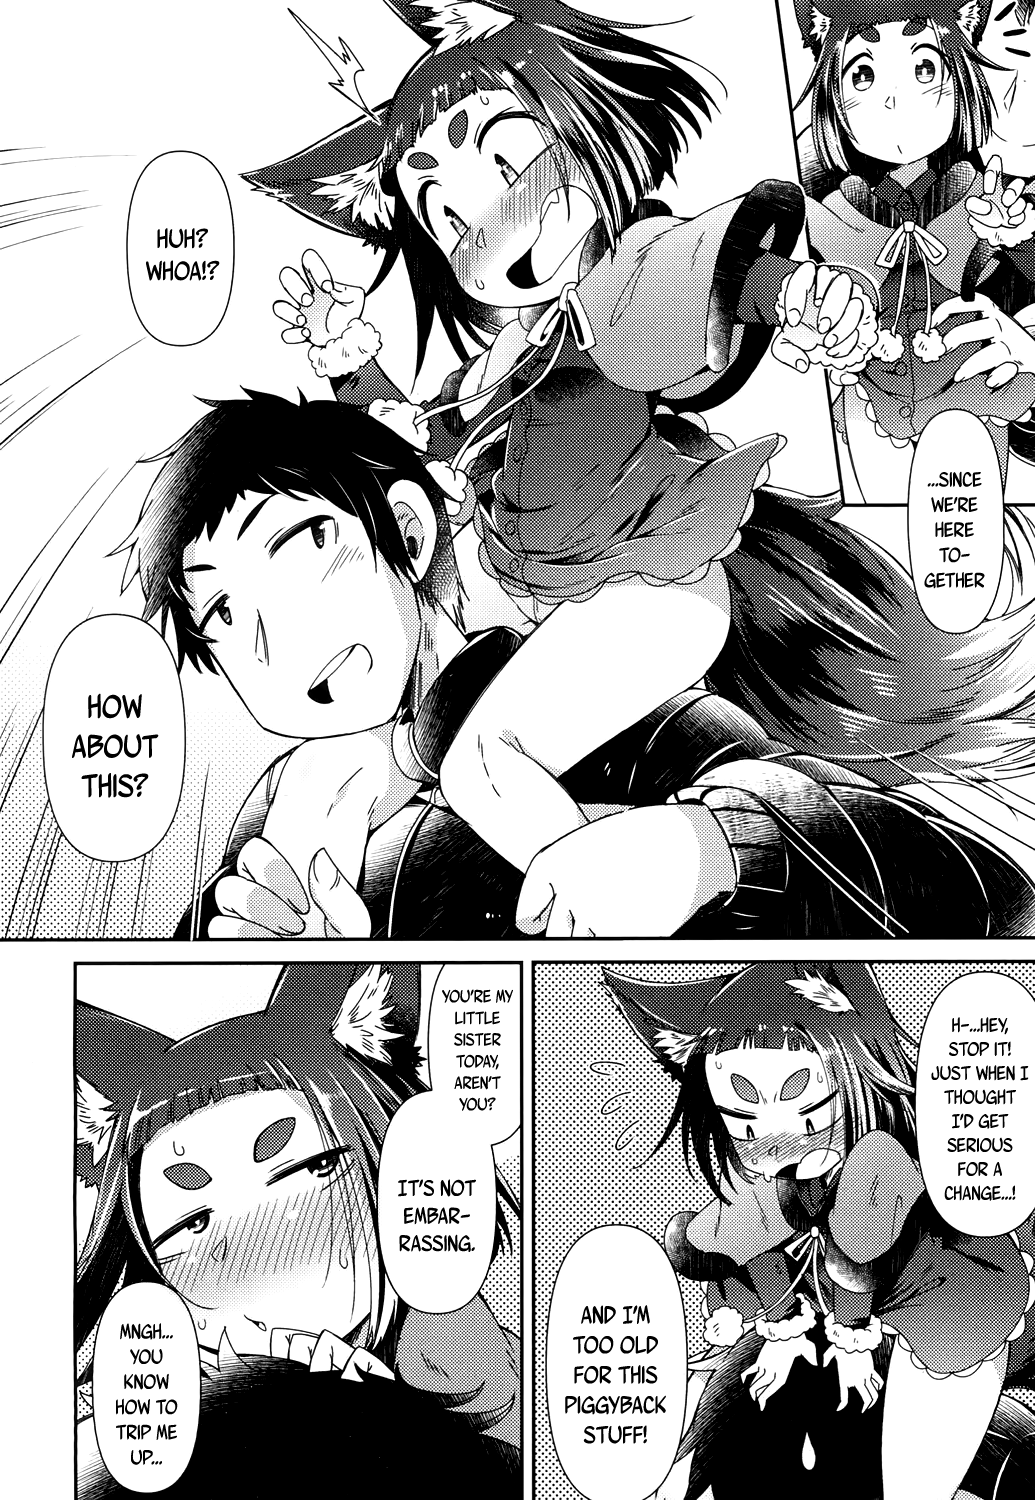 ...SINCE
WE'RE
HERE
TO-
GETHER
HUH?
WHOA!?
HOW
ABOUT
THIS?
H-...HEY,
STOP IT!
JUST WHEN I
THOUGHT
I'D GET
SERIOUS
FOR A
CHANGE...!
AND I'M
TOO OLD
FOR THIS
PIGGYBACK
STUFF!
YOU'RE MY
LITTLE
SISTER
TODAY,
AREN'T
YOU?
IT'S NOT
EMBAR-
RASSING.
MNGH...
YOU
KNOW
HOW TO
TRIP ME
UP...